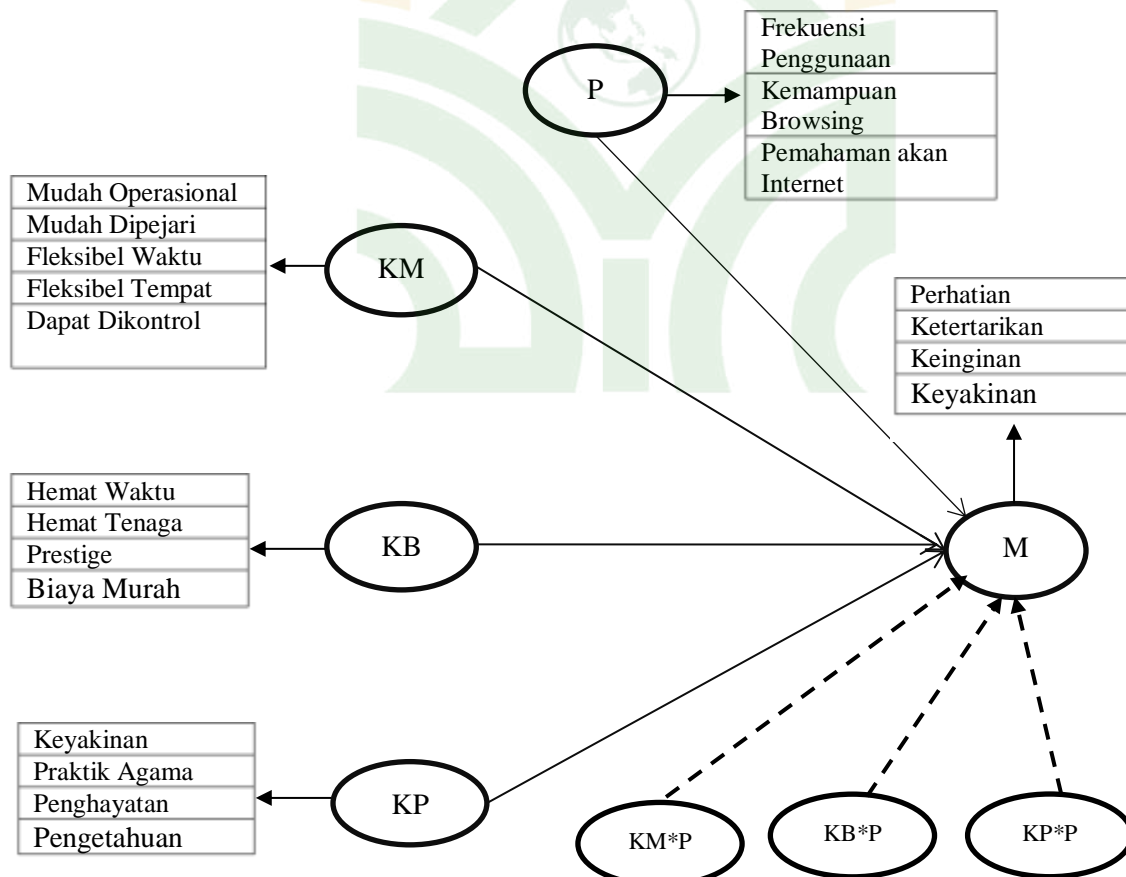 Frekuensi
Penggunaan
Kemampuan
Browsing
Pemahaman akan
Internet
P
Mudah Operasional
Mudah Dipejari
Fleksibel Waktu
Fleksibel Tempat
Dapat Dikontrol
KM
Perhatian
Ketertarikan
Keinginan
Keyakinan
Hemat Waktu
Hemat Tenaga
Prestige
Biaya Murah
KB
M
Keyakinan
Praktik Agama
Penghayatan
Pengetahuan
KP
KM*P
KB*P
KP*P